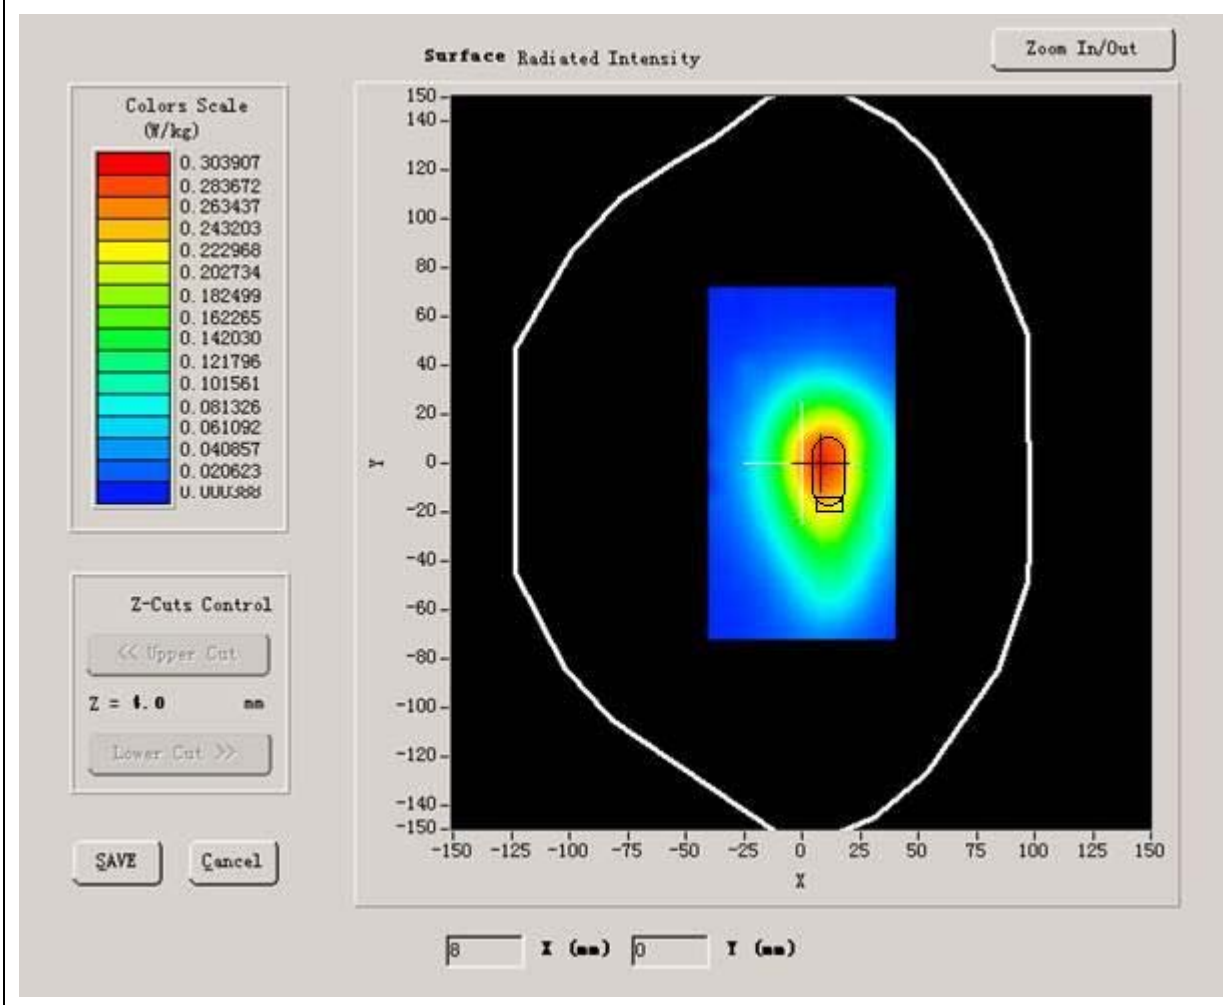 Surface Radiated Intensity
Zoom In/Out
Colors Scale
(W/kg)
0.303907
0.283672
0.263437
0.243203
0.222968
0.202734
0.182499
0.162265
0.142030
0.121796
0.101561
0.081326
0.061092
0.040857
0.020623
0.000388
Z-Cuts Control
<< Upper Cut
Z = 4.0 mm
Lower Cut >>
SAVE
Cancel
150
140
120
100
80
60
40
20
0
-20
-40
-60
-80
-100
-120
-140
-150
Y
-150 -125 -100 -75 -50 -25 0 25 50 75 100 125 150
X
8 X (mm) 0 Y (mm)